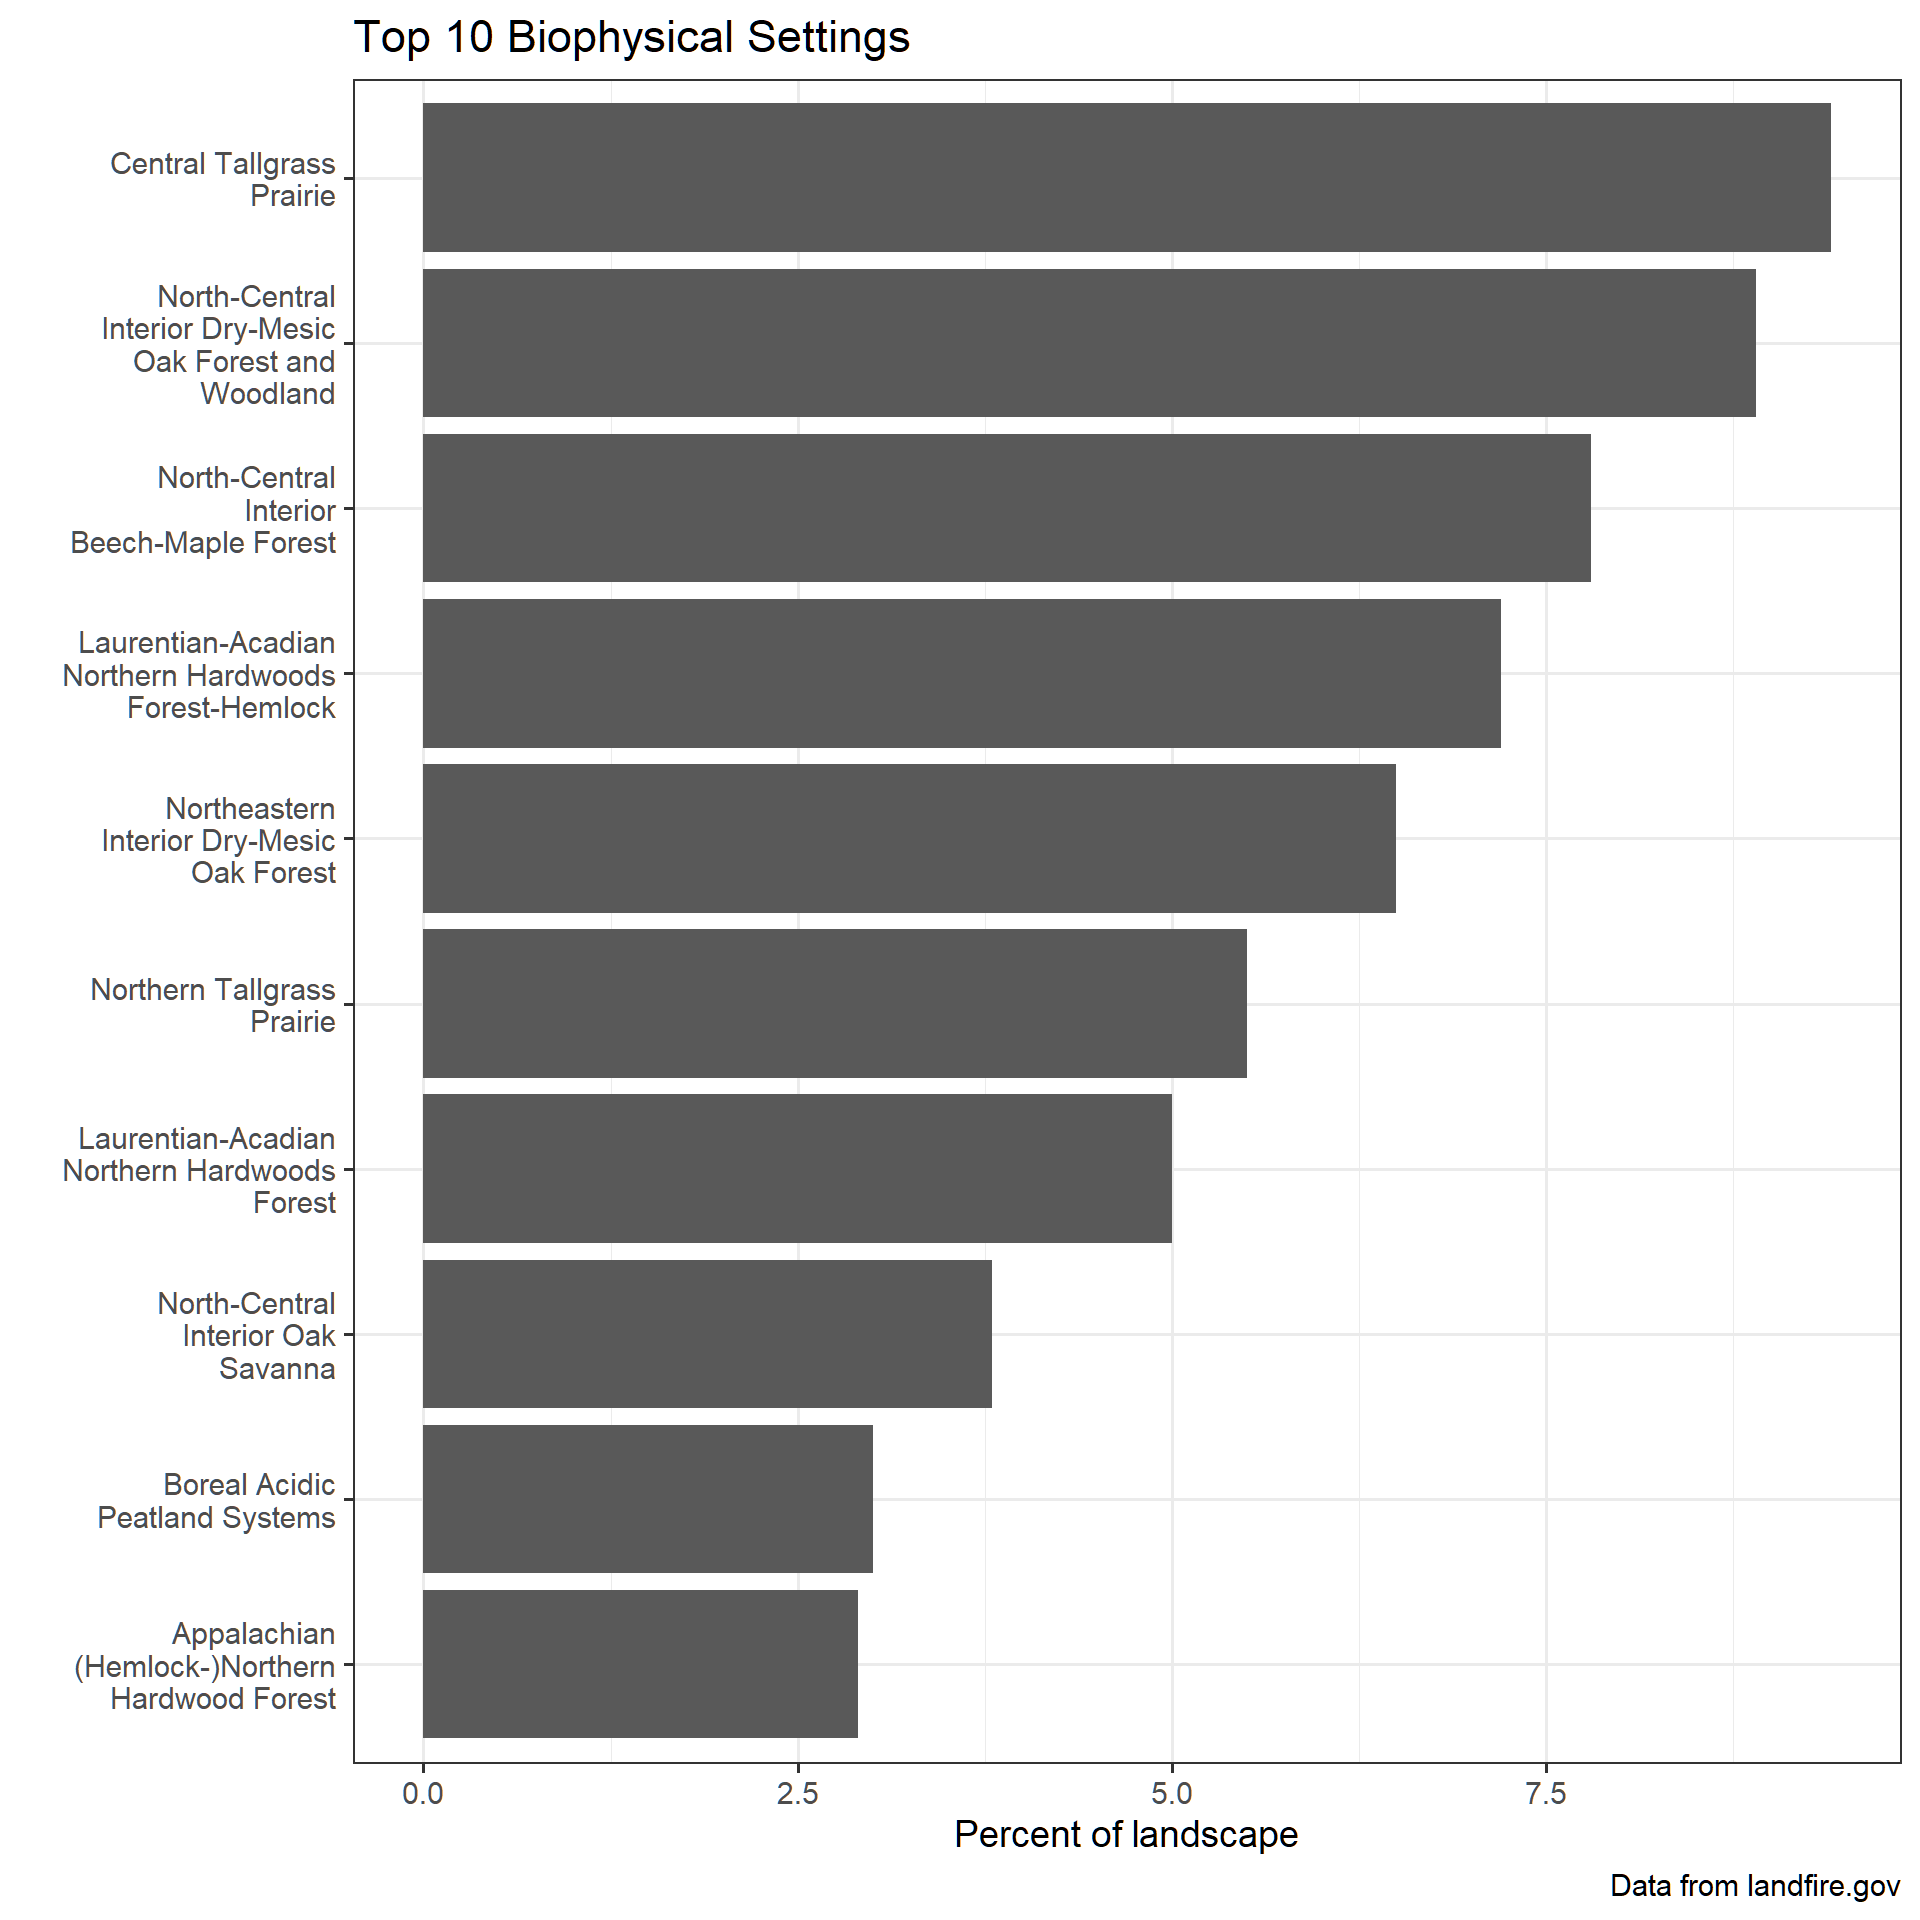 Top 10 Biophysical Settings
Central Tallgrass
Prairie
North-Central
Interior Dry-Mesic
Oak Forest and
Woodland
North-Central
Interior
Beech-Maple Forest
Laurentian-Acadian
Northern Hardwoods
Forest-Hemlock
Northeastern
Interior Dry-Mesic
Oak Forest
Northern Tallgrass
Prairie
Laurentian-Acadian
Northern Hardwoods
Forest
North-Central
Interior Oak
Savanna
Boreal Acidic
Peatland Systems
Appalachian
(Hemlock-)Northern
Hardwood Forest
0.0 2.5 5.0 7.5
Percent of landscape
Data from landfire.gov